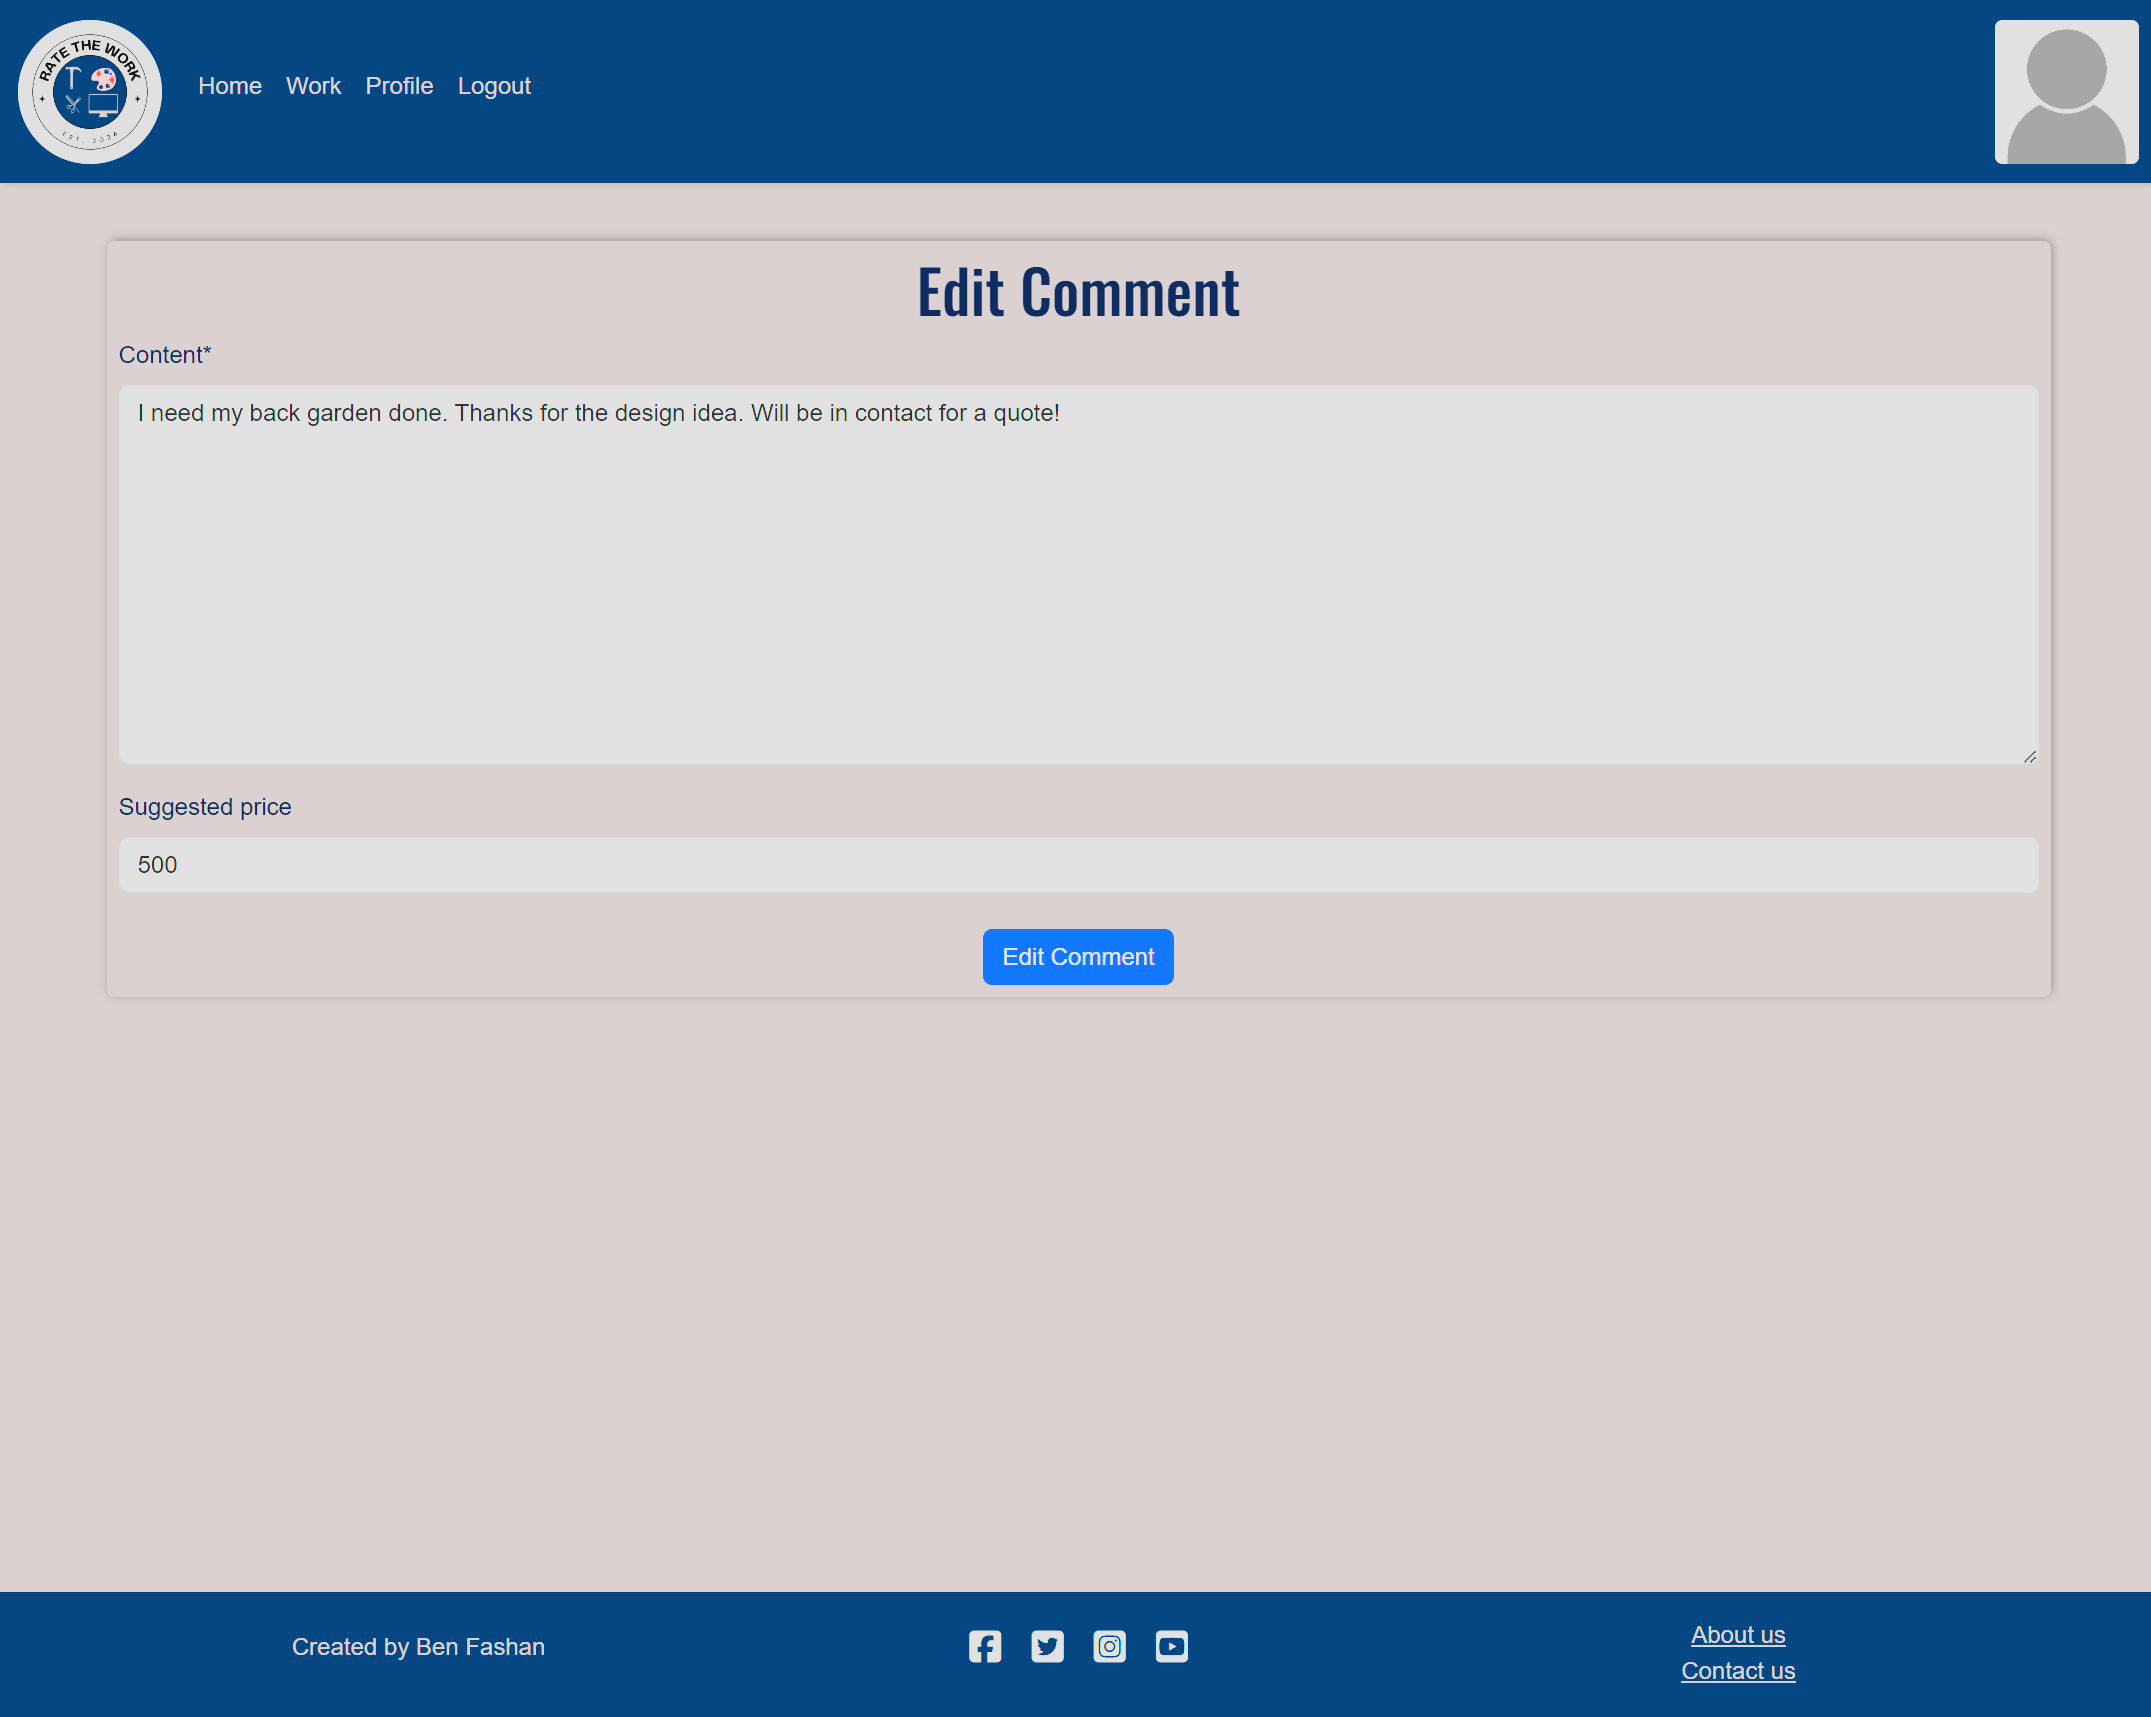 RATE THE WORK
EST. 2024
Home Work Profile Logout
Edit Comment
Content*
I need my back garden done. Thanks for the design idea. Will be in contact for a quote!
Suggested price
500
Edit Comment
Created by Ben Fashan
About us
Contact us